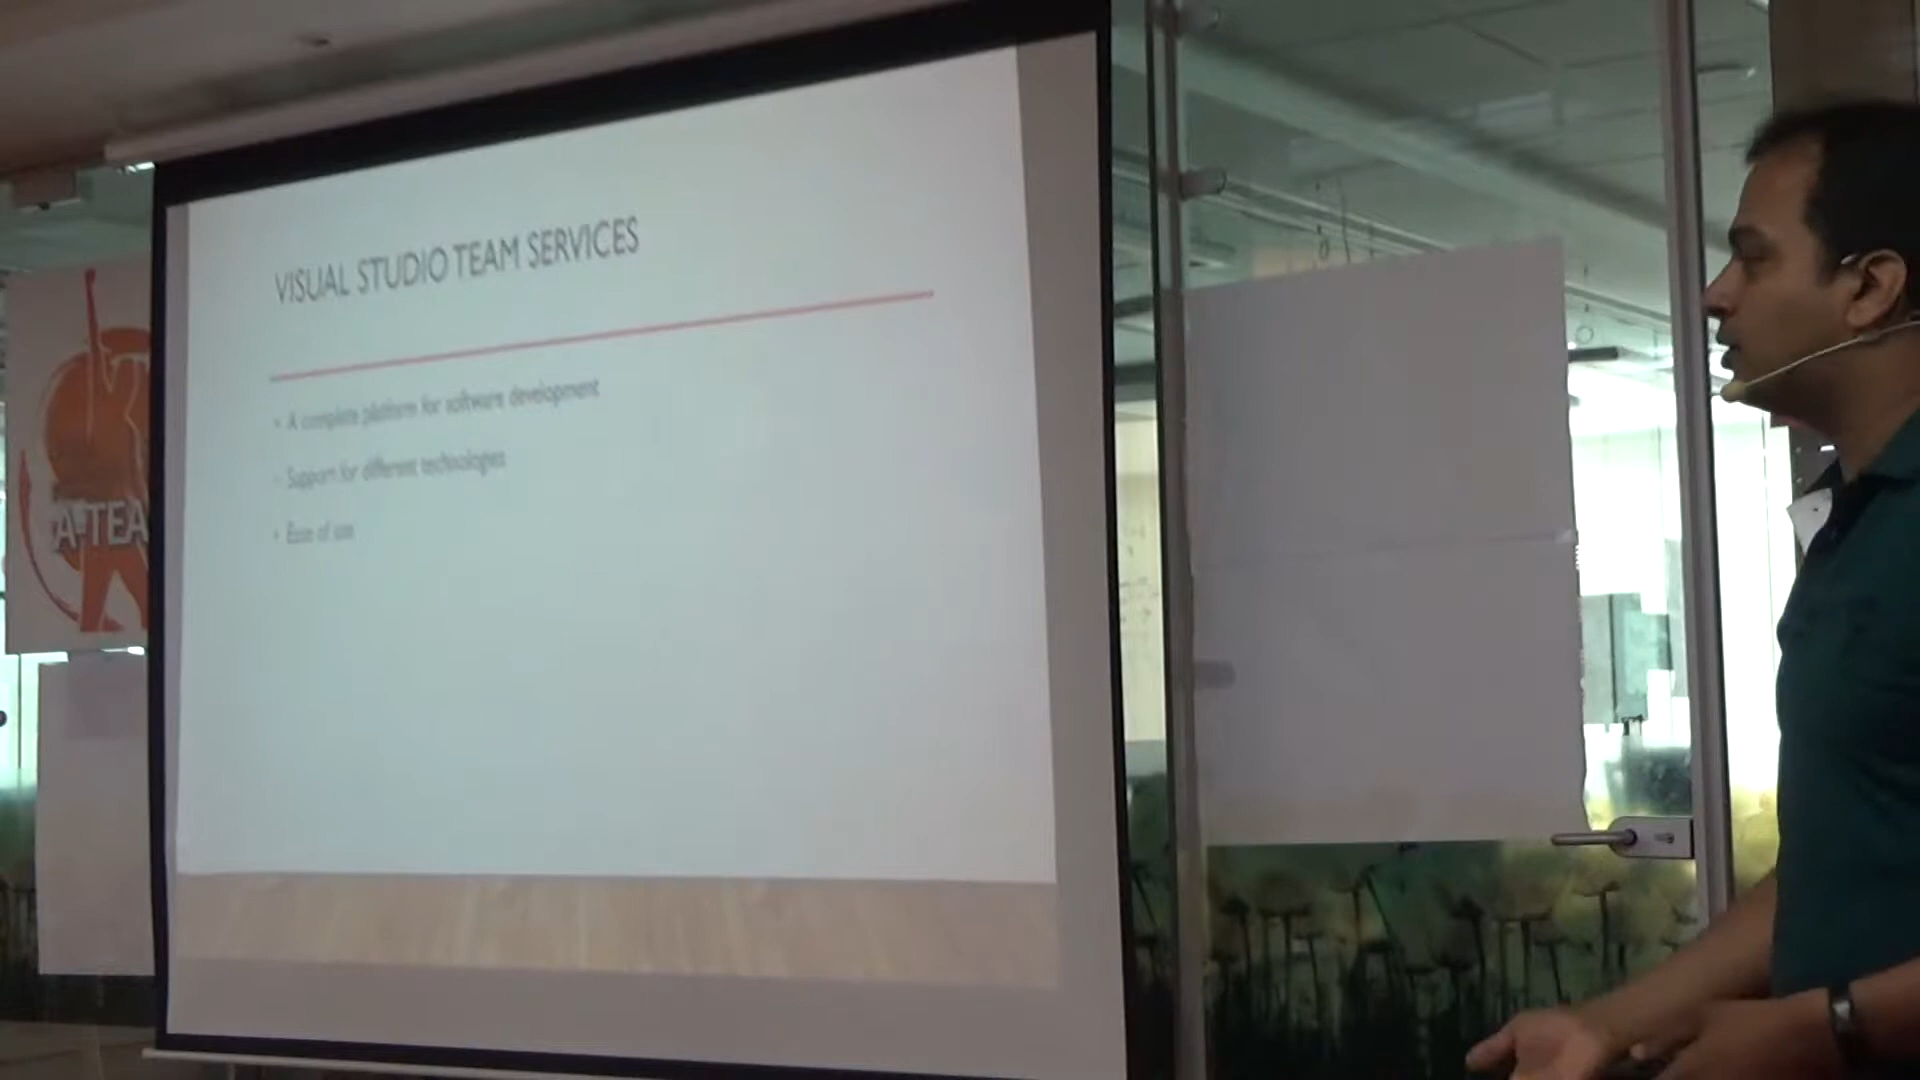 VISUAL STUDIO TEAM SERVICES
• A complete platform for software development
• Support for different technologies
• Ease of use
A-TEA